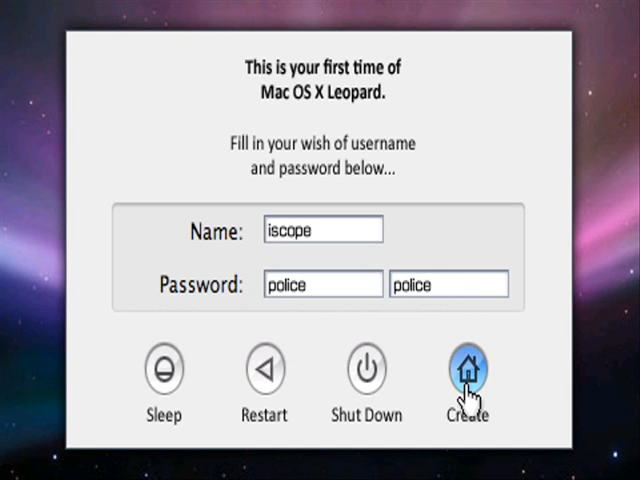 This is your first time of
Mac OS X Leopard.
Fill in your wish of username
and password below...
Name: iscope
Password: police police
Sleep Restart Shut Down Create